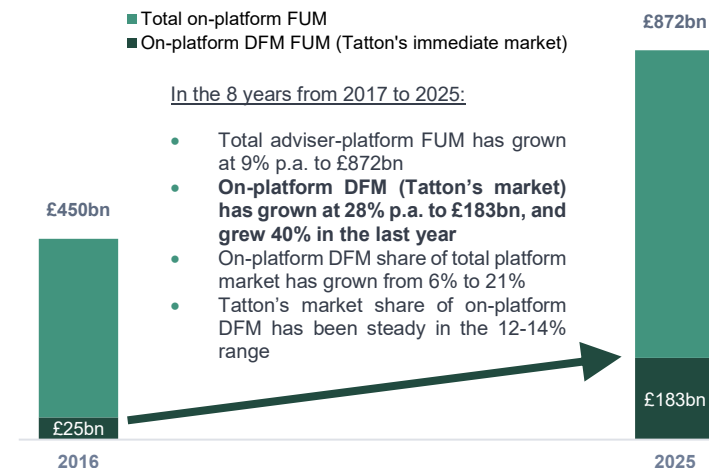 Total on-platform FUM
On-platform DFM FUM (Tatton's immediate market)
£872bn
In the 8 years from 2017 to 2025:
• Total adviser-platform FUM has grown
at 9% p.a. to £872bn
• On-platform DFM (Tatton’s market)
has grown at 28% p.a. to £183bn, and
grew 40% in the last year
• On-platform DFM share of total platform
market has grown from 6% to 21%
• Tatton’s market share of on-platform
DFM has been steady in the 12-14%
range
£450bn
£25bn
£183bn
2016
2025